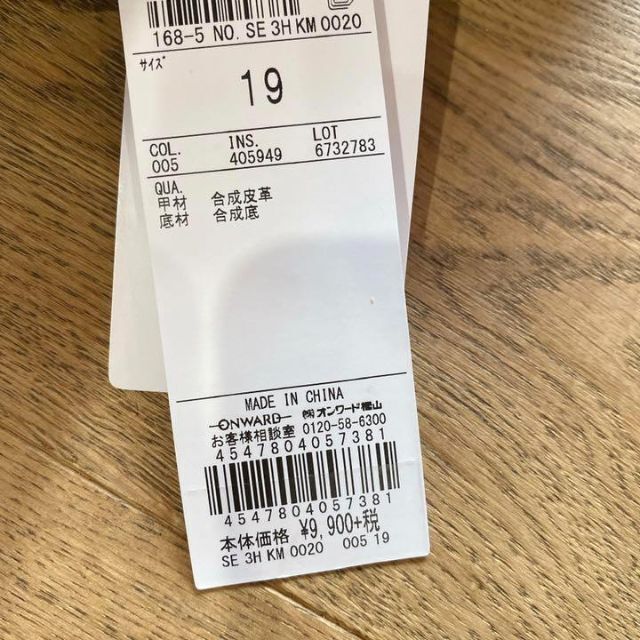 168-5 NO. SE 3H KM 0020
サイズ
19
COL. INS. LOT
005 405949 6732783
QUA.
甲材 合成皮革
底材 合成底
MADE IN CHINA
ONWARD ㈱オンワード樫山
お客様相談室 0120-58-6300
4547804057381
4547804057381
本体価格 ¥9,900+税
SE 3H KM 0020 005 19